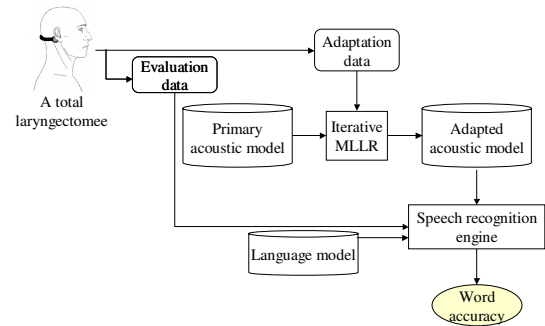 A total
laryngectomee
Evaluation
data
Adaptation
data
Primary
acoustic model
Iterative
MLLR
Adapted
acoustic model
Speech recognition
engine
Language model
Word
accuracy